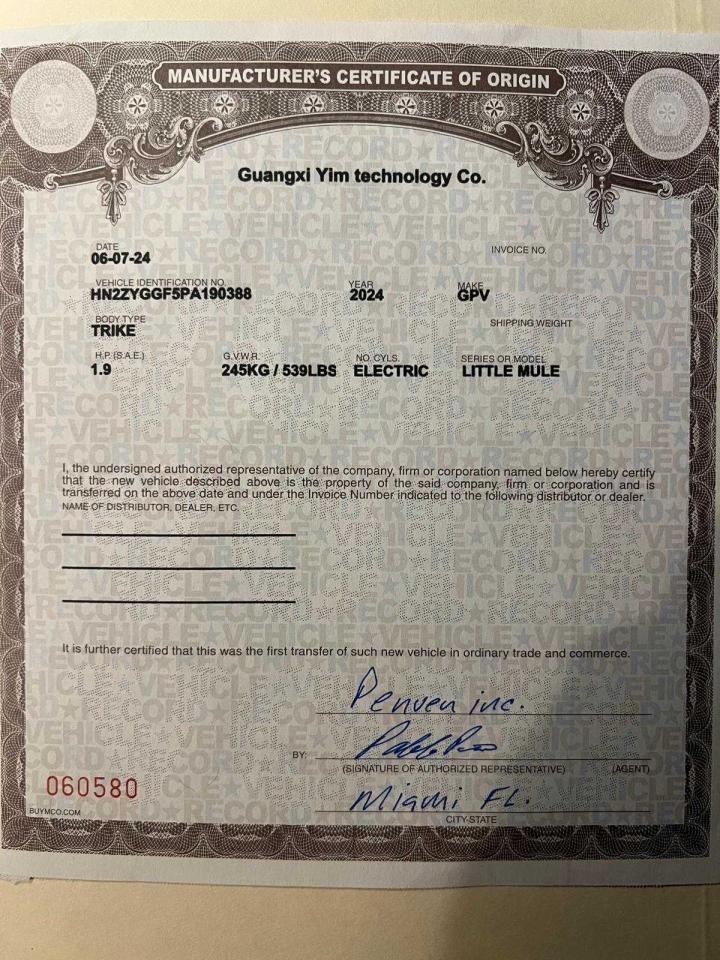 MANUFACTURER'S CERTIFICATE OF ORIGIN
Guangxi Yim technology Co.
DATE
06-07-24
INVOICE NO.
VEHICLE IDENTIFICATION NO.
HN2ZYGGF5PA190388
YEAR
2024
MAKE
GPV
BODY TYPE
TRIKE
SHIPPING WEIGHT
H.P. (S.A.E.)
1.9
G.V.W.R.
245KG / 539LBS
NO. CYLS.
ELECTRIC
SERIES OR MODEL
LITTLE MULE
I, the undersigned authorized representative of the company, firm or corporation named below hereby certify
that the new vehicle described above is the property of the said company, firm or corporation and is
transferred on the above date and under the Invoice Number indicated to the following distributor or dealer.
NAME OF DISTRIBUTOR, DEALER, ETC.
It is further certified that this was the first transfer of such new vehicle in ordinary trade and commerce.
Penven inc.
BY:
(SIGNATURE OF AUTHORIZED REPRESENTATIVE) (AGENT)
Miami FL.
CITY-STATE
060580
BUYMCO.COM